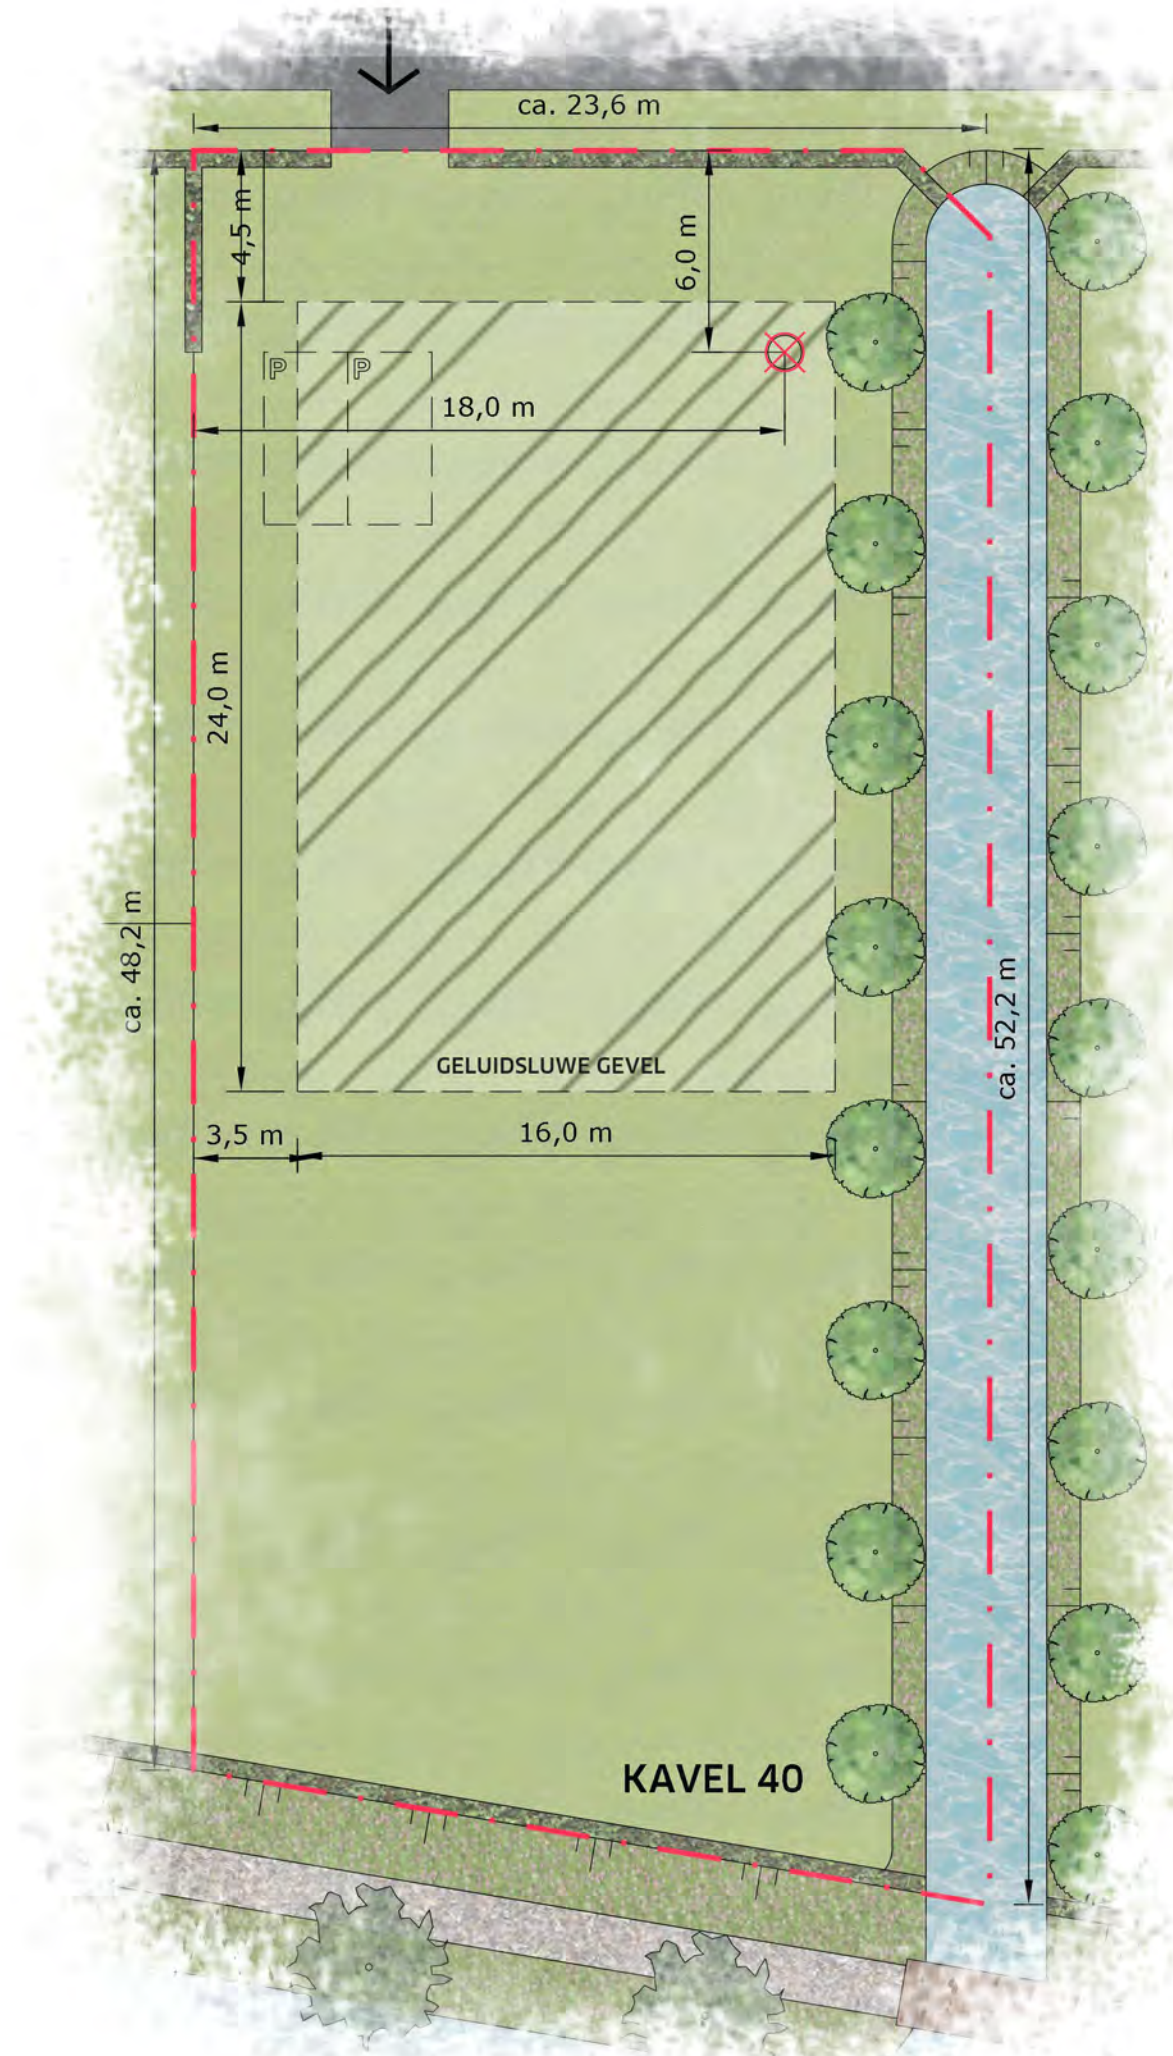 ca. 23,6 m
4,5 m
6,0 m
P
P
18,0 m
24,0 m
ca. 48,2 m
ca. 52,2 m
GELUIDSLUWE GEVEL
3,5 m
16,0 m
KAVEL 40